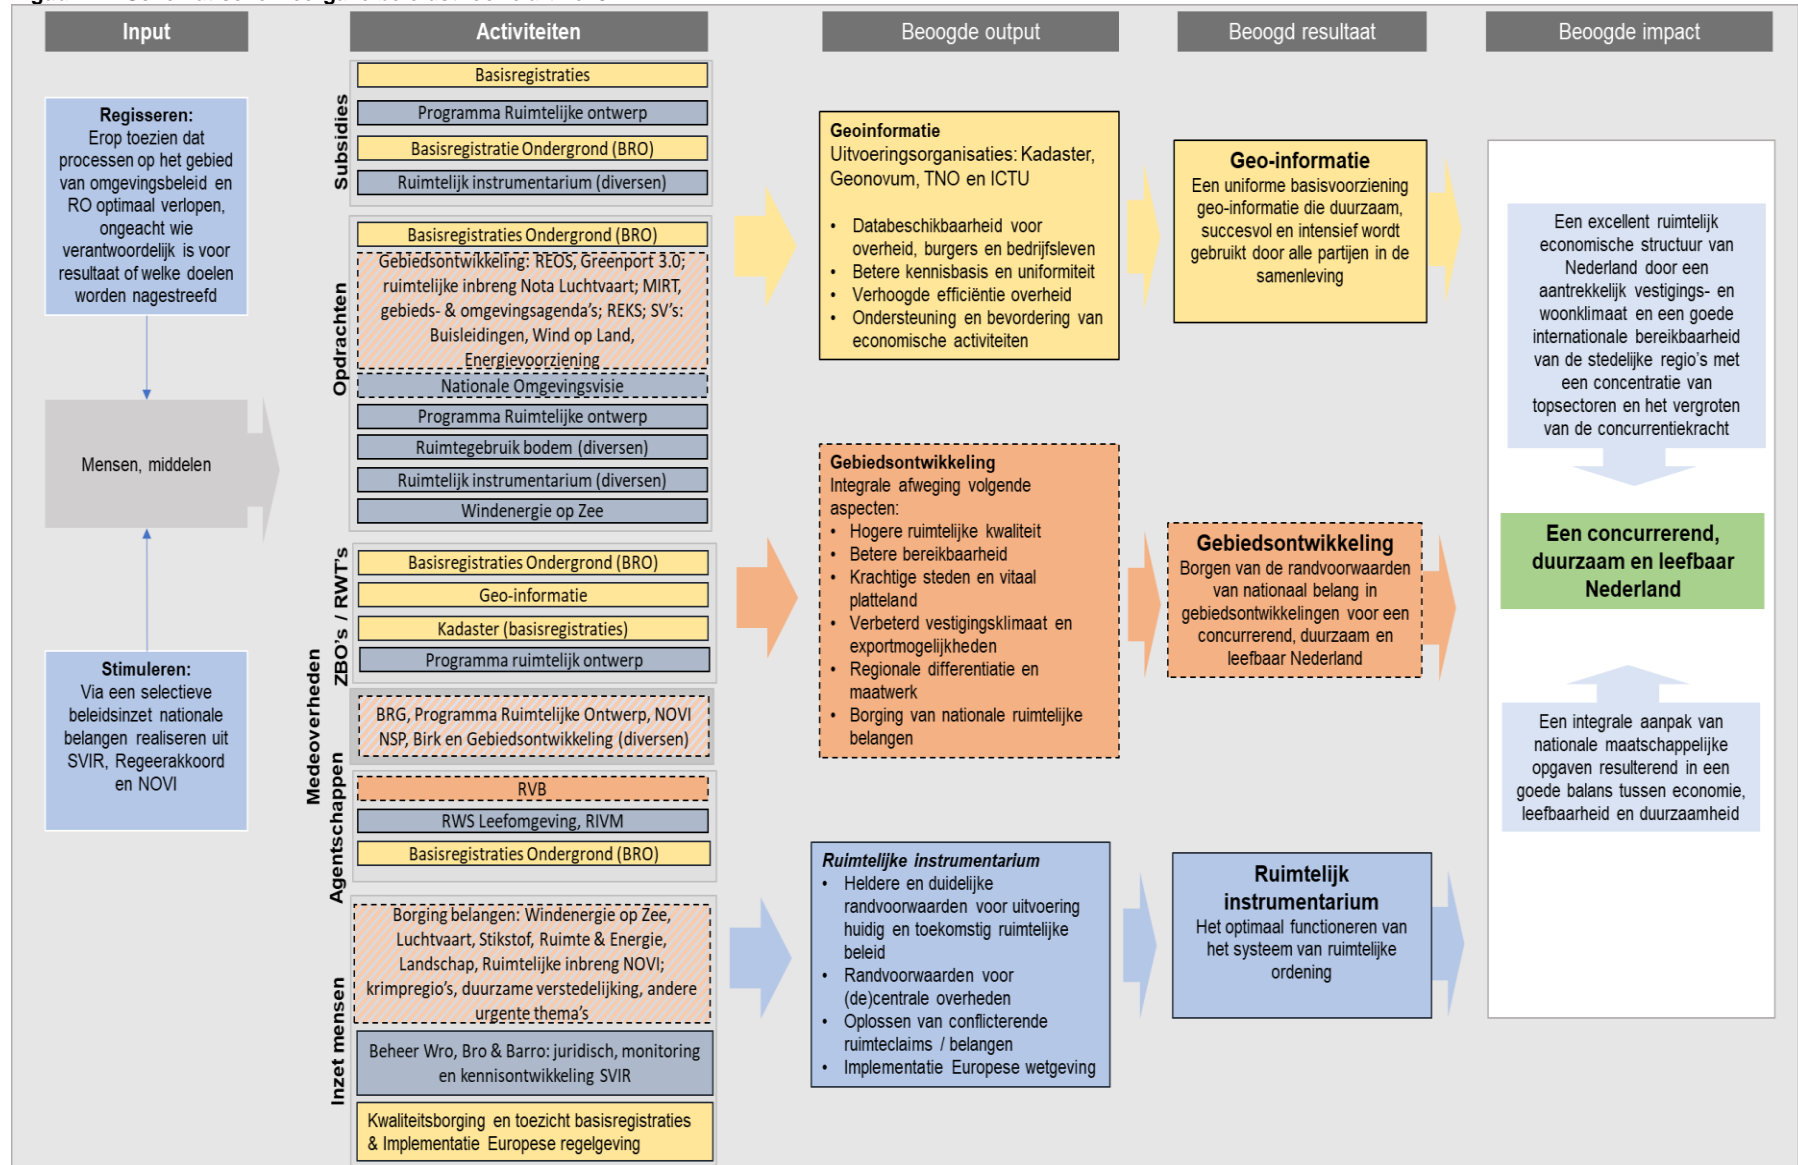 Input
Activiteiten
Beoogde output
Beoogd resultaat
Beoogde impact
Regisseren:
Erop toezien dat
processen op het gebied
van omgevingsbeleid en
RO optimaal verlopen,
ongeacht wie
verantwoordelijk is voor
resultaat of welke doelen
worden nagestreefd
Mensen, middelen
Stimuleren:
Via een selectieve
beleidsinzet nationale
belangen realiseren uit
SVIR, Regeerakkoord
en NOVI
Subsidies
Basisregistraties
Programma Ruimtelijke ontwerp
Basisregistratie Ondergrond (BRO)
Ruimtelijk instrumentarium (diversen)
Opdrachten
Basisregistraties Ondergrond (BRO)
Gebiedsontwikkeling: REOS, Greenport 3.0;
ruimtelijke inbreng Nota Luchtvaart; MIRT,
gebieds- & omgevingsagenda's; REKS; SV's:
Buisleidingen, Wind op Land,
Energievoorziening
Nationale Omgevingsvisie
Programma Ruimtelijke ontwerp
Ruimtegebruik bodem (diversen)
Ruimtelijk instrumentarium (diversen)
Windenergie op Zee
ZBO's / RWT's
Basisregistraties Ondergrond (BRO)
Geo-informatie
Kadaster (basisregistraties)
Programma ruimtelijk ontwerp
Medeoverheden
BRG, Programma Ruimtelijke Ontwerp, NOVI
NSP, Birk en Gebiedsontwikkeling (diversen)
Agentschappen
RVB
RWS Leefomgeving, RIVM
Basisregistraties Ondergrond (BRO)
Inzet mensen
Borging belangen: Windenergie op Zee,
Luchtvaart, Stikstof, Ruimte & Energie,
Landschap, Ruimtelijke inbreng NOVI;
krimpregio's, duurzame verstedelijking, andere
urgente thema's
Beheer Wro, Bro & Barro: juridisch, monitoring
en kennisontwikkeling SVIR
Kwaliteitsborging en toezicht basisregistraties
& Implementatie Europese regelgeving
Geoinformatie
Uitvoeringsorganisaties: Kadaster,
Geonovum, TNO en ICTU
• Databeschikbaarheid voor
overheid, burgers en bedrijfsleven
• Betere kennisbasis en uniformiteit
• Verhoogde efficiëntie overheid
• Ondersteuning en bevordering van
economische activiteiten
Gebiedsontwikkeling
Integrale afweging volgende
aspecten:
• Hogere ruimtelijke kwaliteit
• Betere bereikbaarheid
• Krachtige steden en vitaal
platteland
• Verbeterd vestigingsklimaat en
exportmogelijkheden
• Regionale differentiatie en
maatwerk
• Borging van nationale ruimtelijke
belangen
Ruimtelijke instrumentarium
• Heldere en duidelijke
randvoorwaarden voor uitvoering
huidig en toekomstig ruimtelijke
beleid
• Randvoorwaarden voor
(de)centrale overheden
• Oplossen van conflicterende
ruimteclaims / belangen
• Implementatie Europese wetgeving
Geo-informatie
Een uniforme basisvoorziening
geo-informatie die duurzaam,
succesvol en intensief wordt
gebruikt door alle partijen in de
samenleving
Gebiedsontwikkeling
Borgen van de randvoorwaarden
van nationaal belang in
gebiedsontwikkelingen voor een
concurrerend, duurzaam en
leefbaar Nederland
Ruimtelijk
instrumentarium
Het optimaal functioneren van
het systeem van ruimtelijke
ordening
Een excellent ruimtelijk
economische structuur van
Nederland door een
aantrekkelijk vestigings- en
woonklimaat en een goede
internationale bereikbaarheid
van de stedelijke regio's met
een concentratie van
topsectoren en het vergroten
van de concurrentiekracht
Een concurrerend,
duurzaam en leefbaar
Nederland
Een integrale aanpak van
nationale maatschappelijke
opgaven resulterend in een
goede balans tussen economie,
leefbaarheid en duurzaamheid